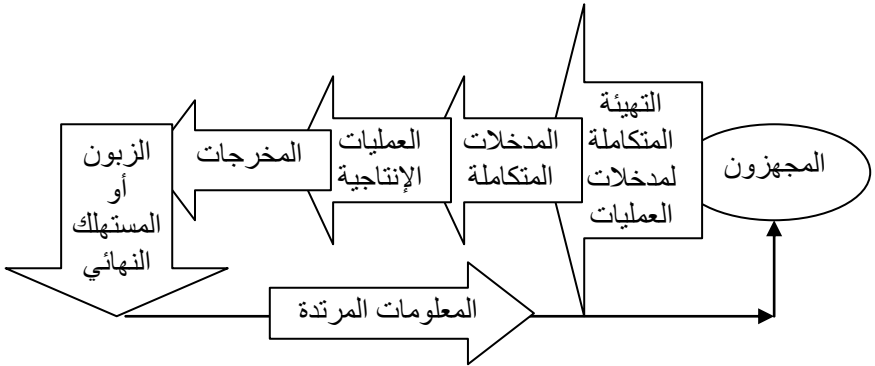 المجهزون
التهيئة
المتكاملة
لمدخلات
العمليات
المدخلات
المتكاملة
العمليات
الإنتاجية
المخرجات
الزبون
أو
المستهلك
النهائي
المعلومات المرتدة